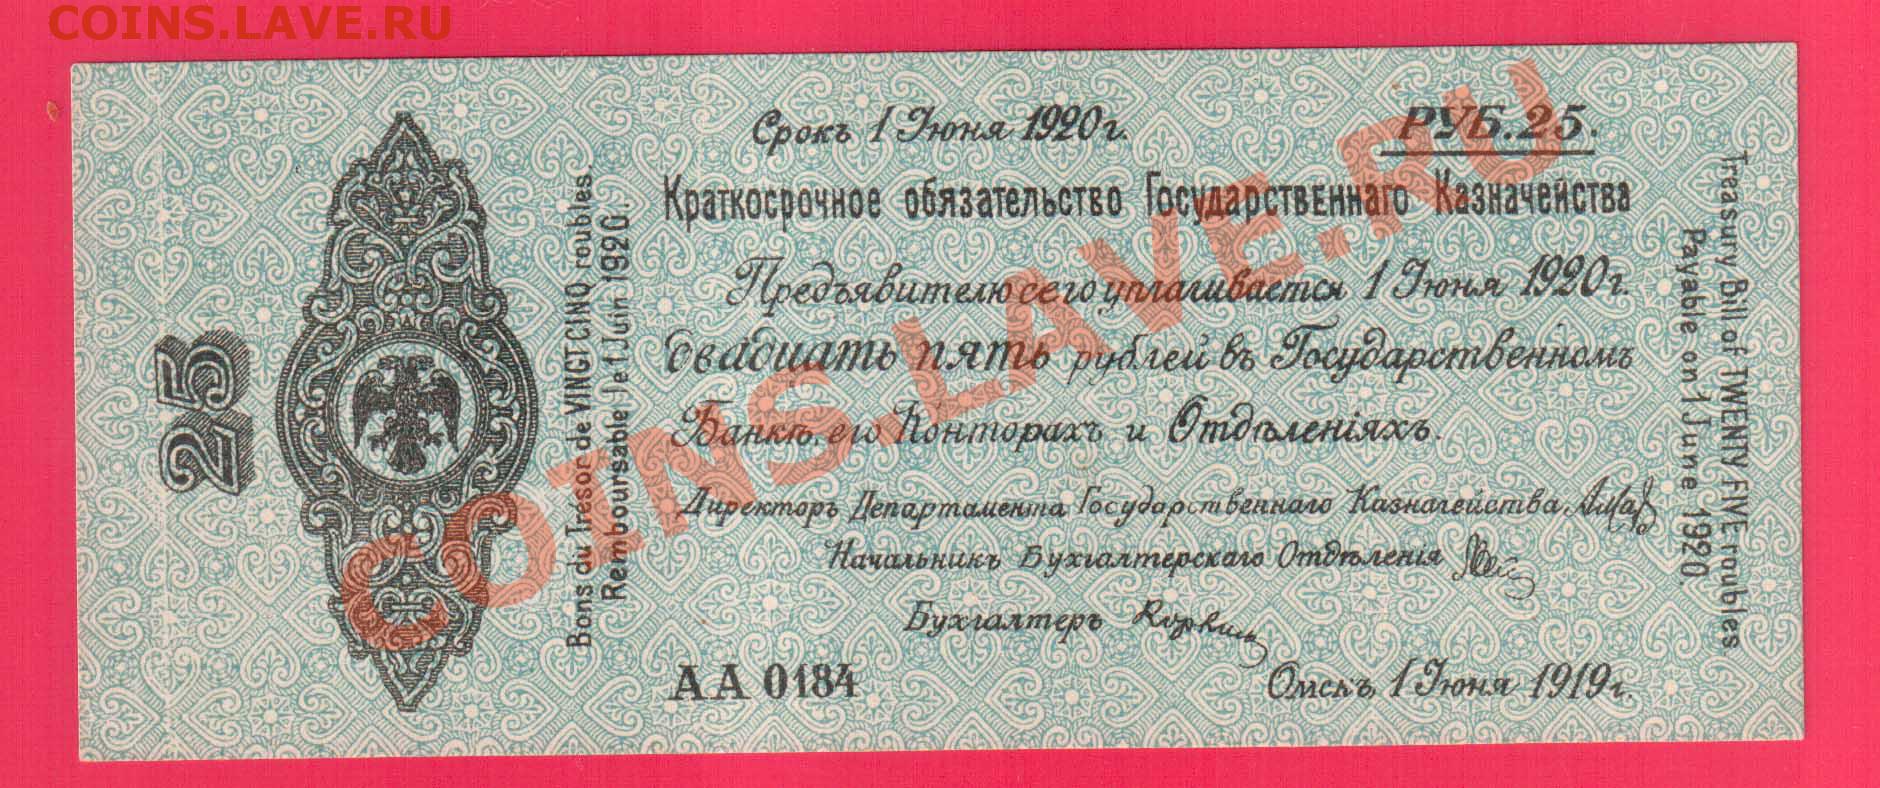 COINS.LAVE.RU
Срокъ 1 Іюня 1920 г.
РУБ. 25.
Краткосрочное обязательство Государственнаго Казначейства
Предъявителю сего уплачивается 1 Іюня 1920 г.
двадцать пять рублей въ Государственномъ
Банкѣ, его Конторахъ и Отдѣленіяхъ.
Директоръ Департамента Государственнаго Казначейства
Начальникъ Бухгалтерскаго Отдѣленія
Бухгалтеръ
АА 0184
Омскъ, 1 Іюня 1919 г.
25
Bons du Trésor de VINGT CINQ roubles.
Remboursable le 1 Juin 1920.
Treasury Bill of TWENTY FIVE roubles
Payable on 1 June 1920.
COINS.LAVE.RU